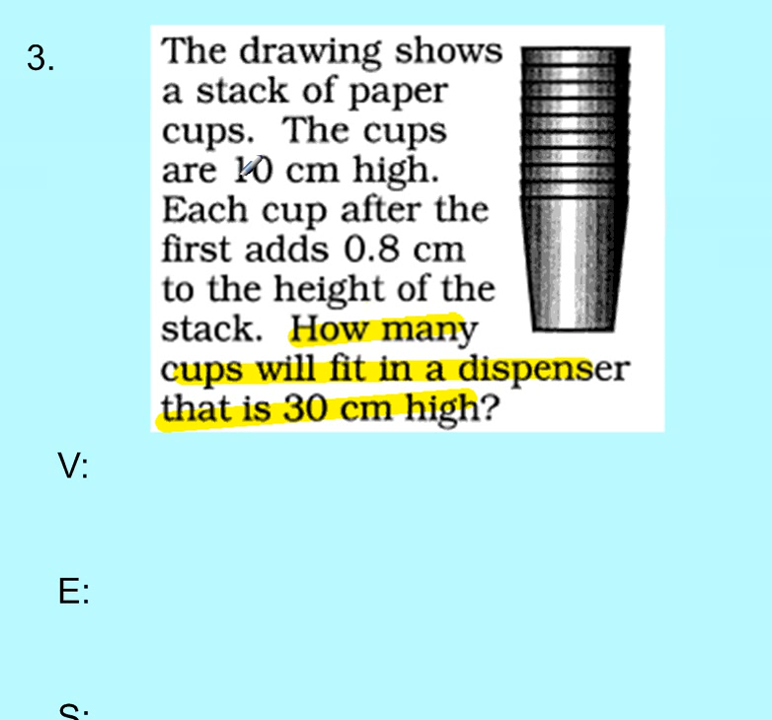 3.
The drawing shows
a stack of paper
cups. The cups
are 10 cm high.
Each cup after the
first adds 0.8 cm
to the height of the
stack. How many
cups will fit in a dispenser
that is 30 cm high?
V:
E:
S: